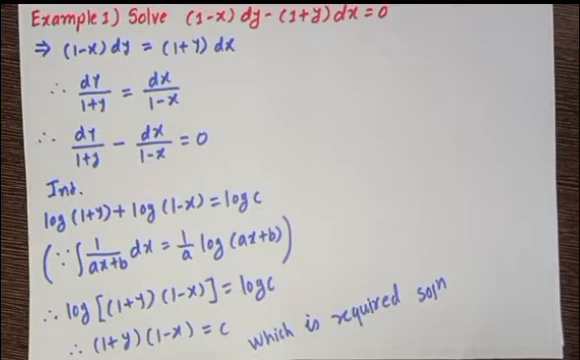 Example 1) Solve (1-x) dy - (1+y) dx = 0
⇒ (1-x) dy = (1+y) dx
∴ dy/1+y = dx/1-x
∴ dy/1+y - dx/1-x = 0
Int.
log (1+y) + log (1-x) = log c
(∵ ∫ 1/ax+b dx = 1/a log (ax+b))
∴ log [(1+y) (1-x)] = log c
∴ (1+y) (1-x) = c which is required soln